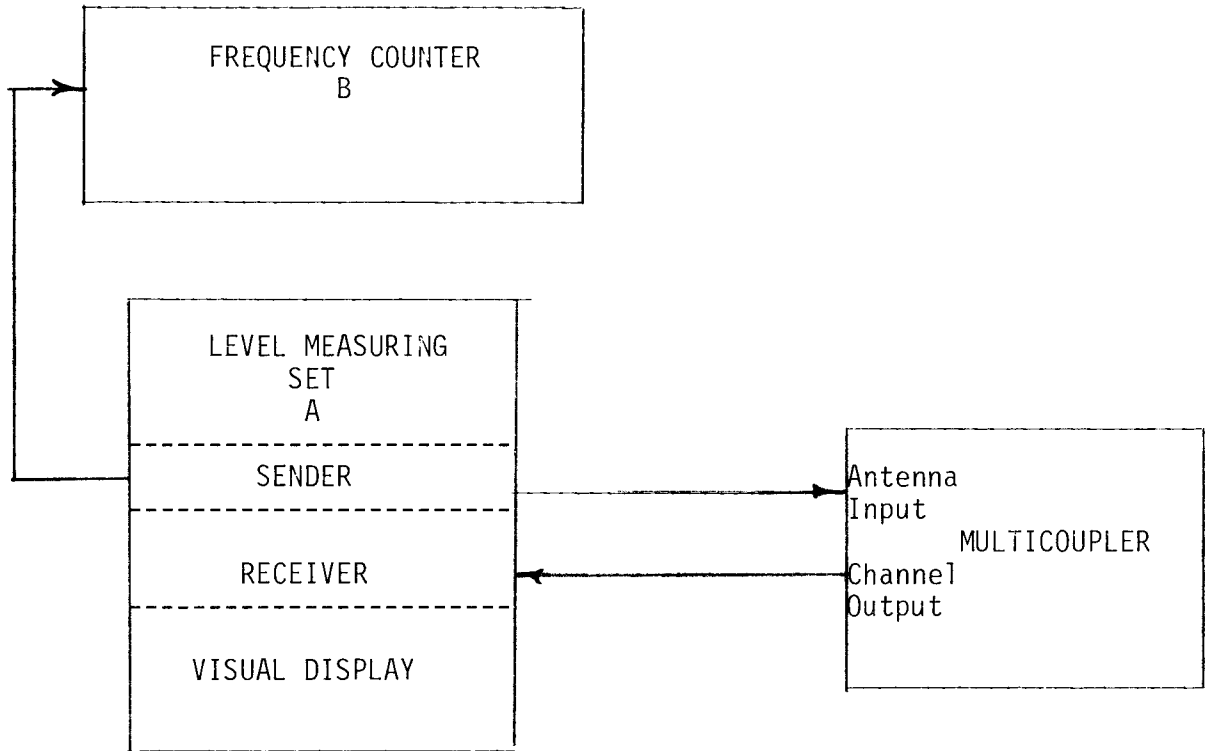 FREQUENCY COUNTER
B
LEVEL MEASURING
SET
A
SENDER
RECEIVER
VISUAL DISPLAY
Antenna
Input
MULTICOUPLER
Channel
Output